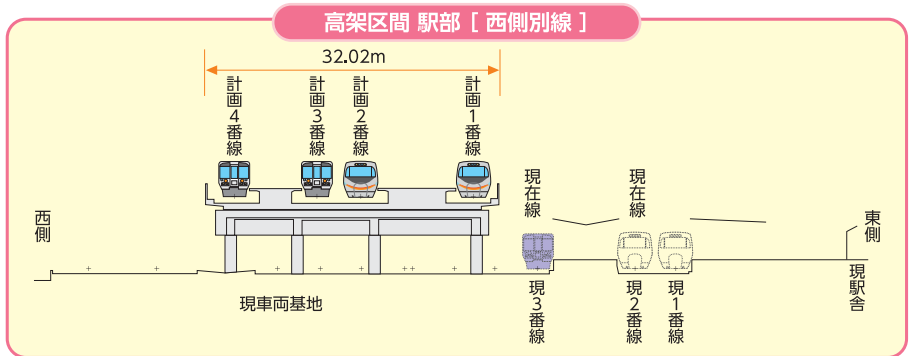 高架区間 駅部 [ 西側別線 ]
32.02m
計画4番線
計画3番線
計画2番線
計画1番線
現在線
現在線
西側
東側
現車両基地
現3番線
現2番線
現1番線
現駅舎